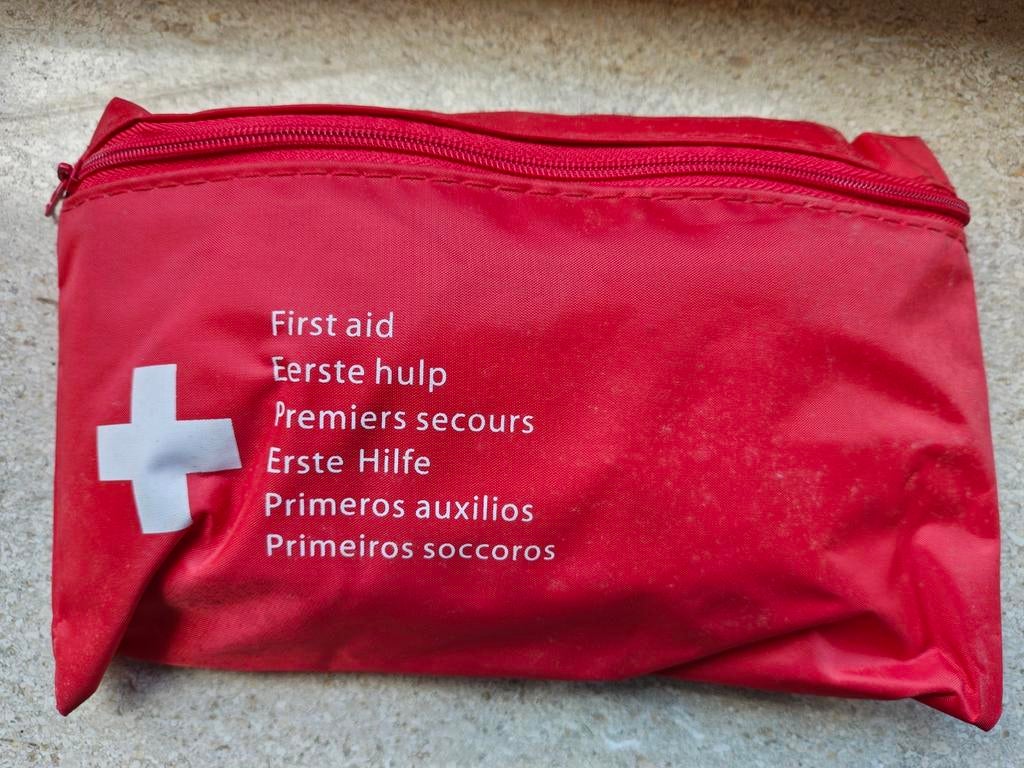 First aid
Eerste hulp
Premiers secours
Erste Hilfe
Primeros auxilios
Primeiros soccoros